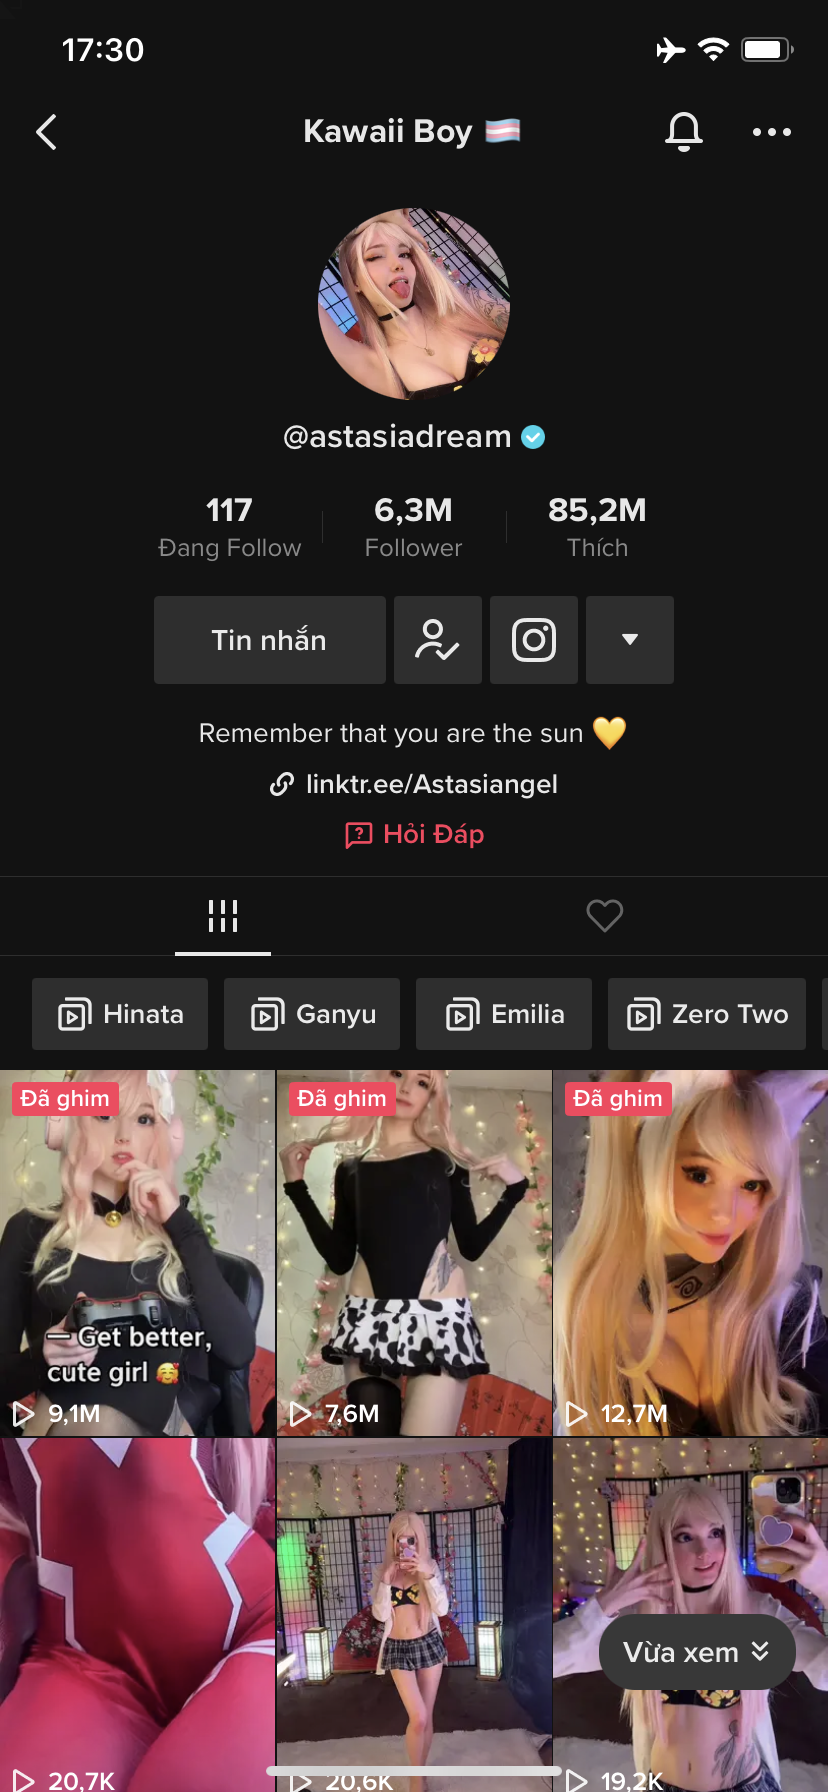 17:30
Kawaii Boy 🏳️‍⚧️
@astasiadream
117
Đang Follow
6,3M
Follower
85,2M
Thích
Tin nhắn
Remember that you are the sun 💛
linktr.ee/Astasiangel
Hỏi Đáp
Hinata
Ganyu
Emilia
Zero Two
Đã ghim
Đã ghim
Đã ghim
— Get better,
cute girl 🥰
9,1M
7,6M
12,7M
Vừa xem
20,7K
20,6K
19,2K